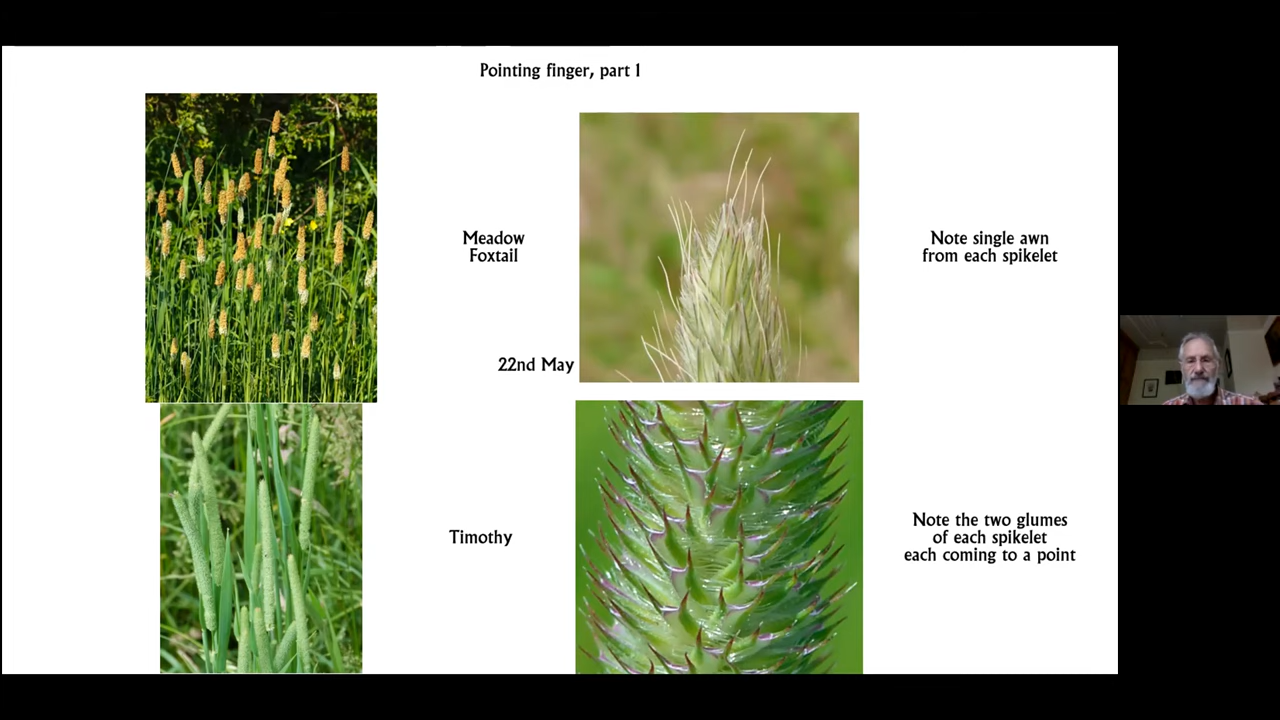 Pointing finger, part 1
Meadow
Foxtail
Note single awn
from each spikelet
22nd May
Timothy
Note the two glumes
of each spikelet
each coming to a point